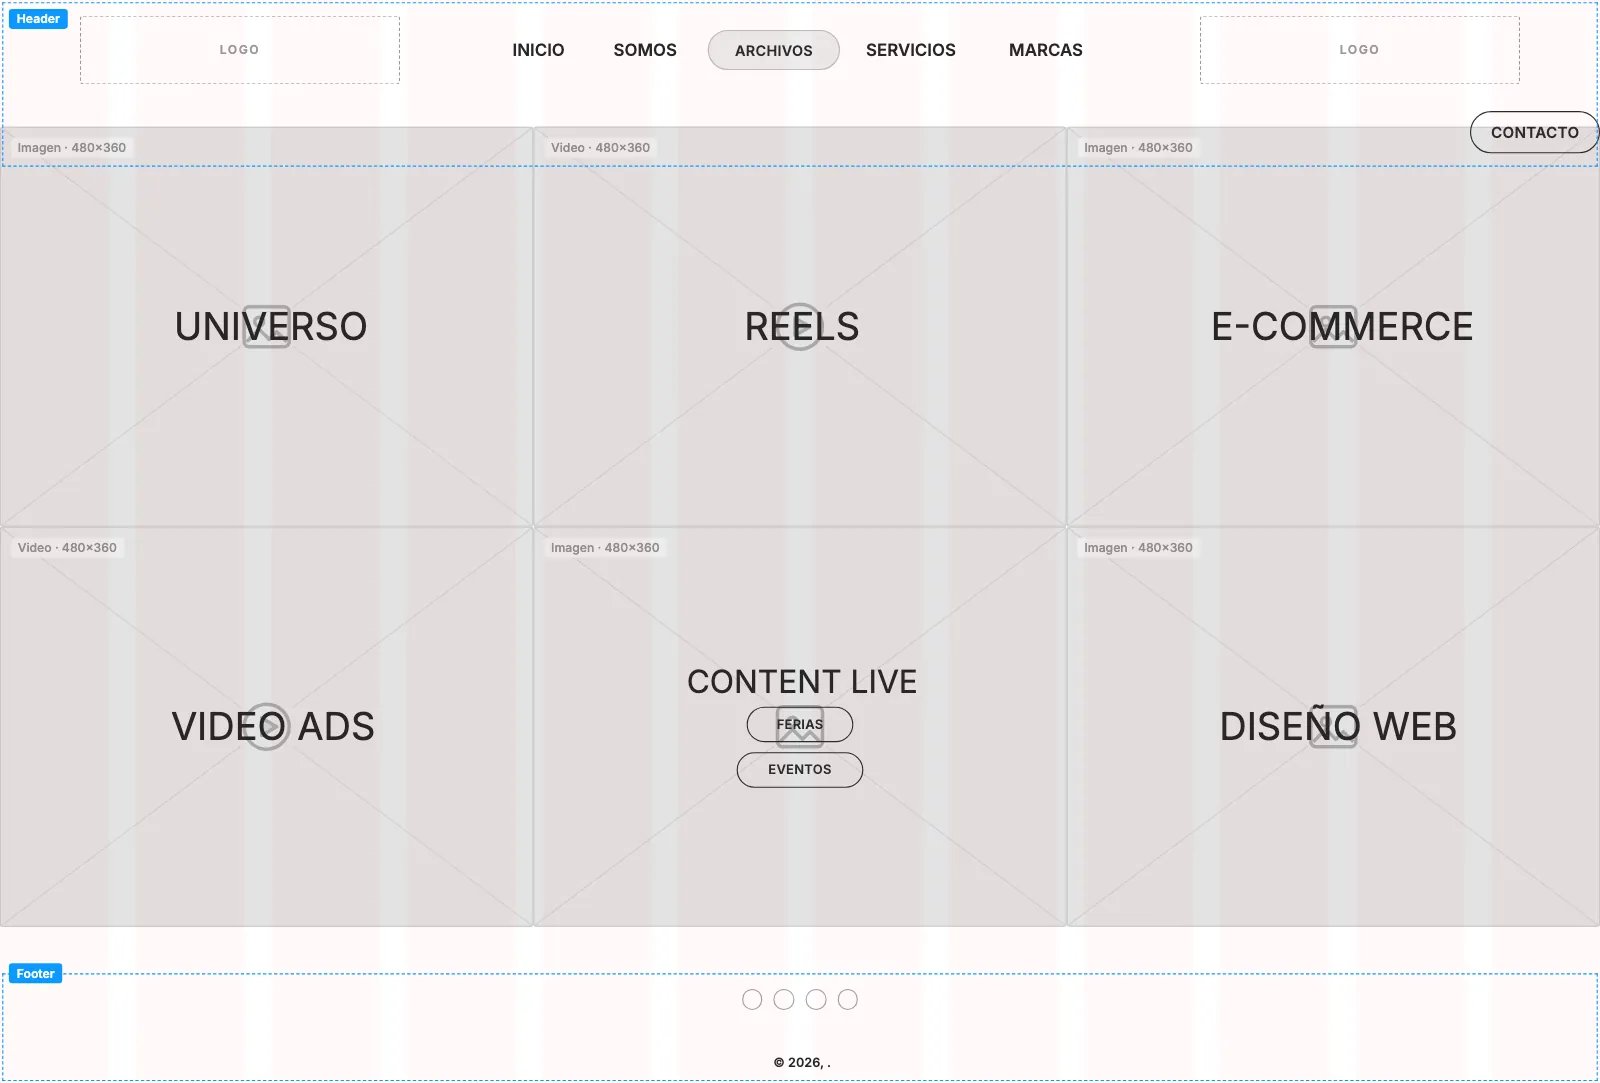 Header
LOGO
INICIO
SOMOS
ARCHIVOS
SERVICIOS
MARCAS
LOGO
CONTACTO
Imagen · 480×360
Video · 480×360
Imagen · 480×360
UNIVERSO
REELS
E-COMMERCE
Video · 480×360
Imagen · 480×360
Imagen · 480×360
VIDEO ADS
CONTENT LIVE
FERIAS
EVENTOS
DISEÑO WEB
Footer
© 2026, .